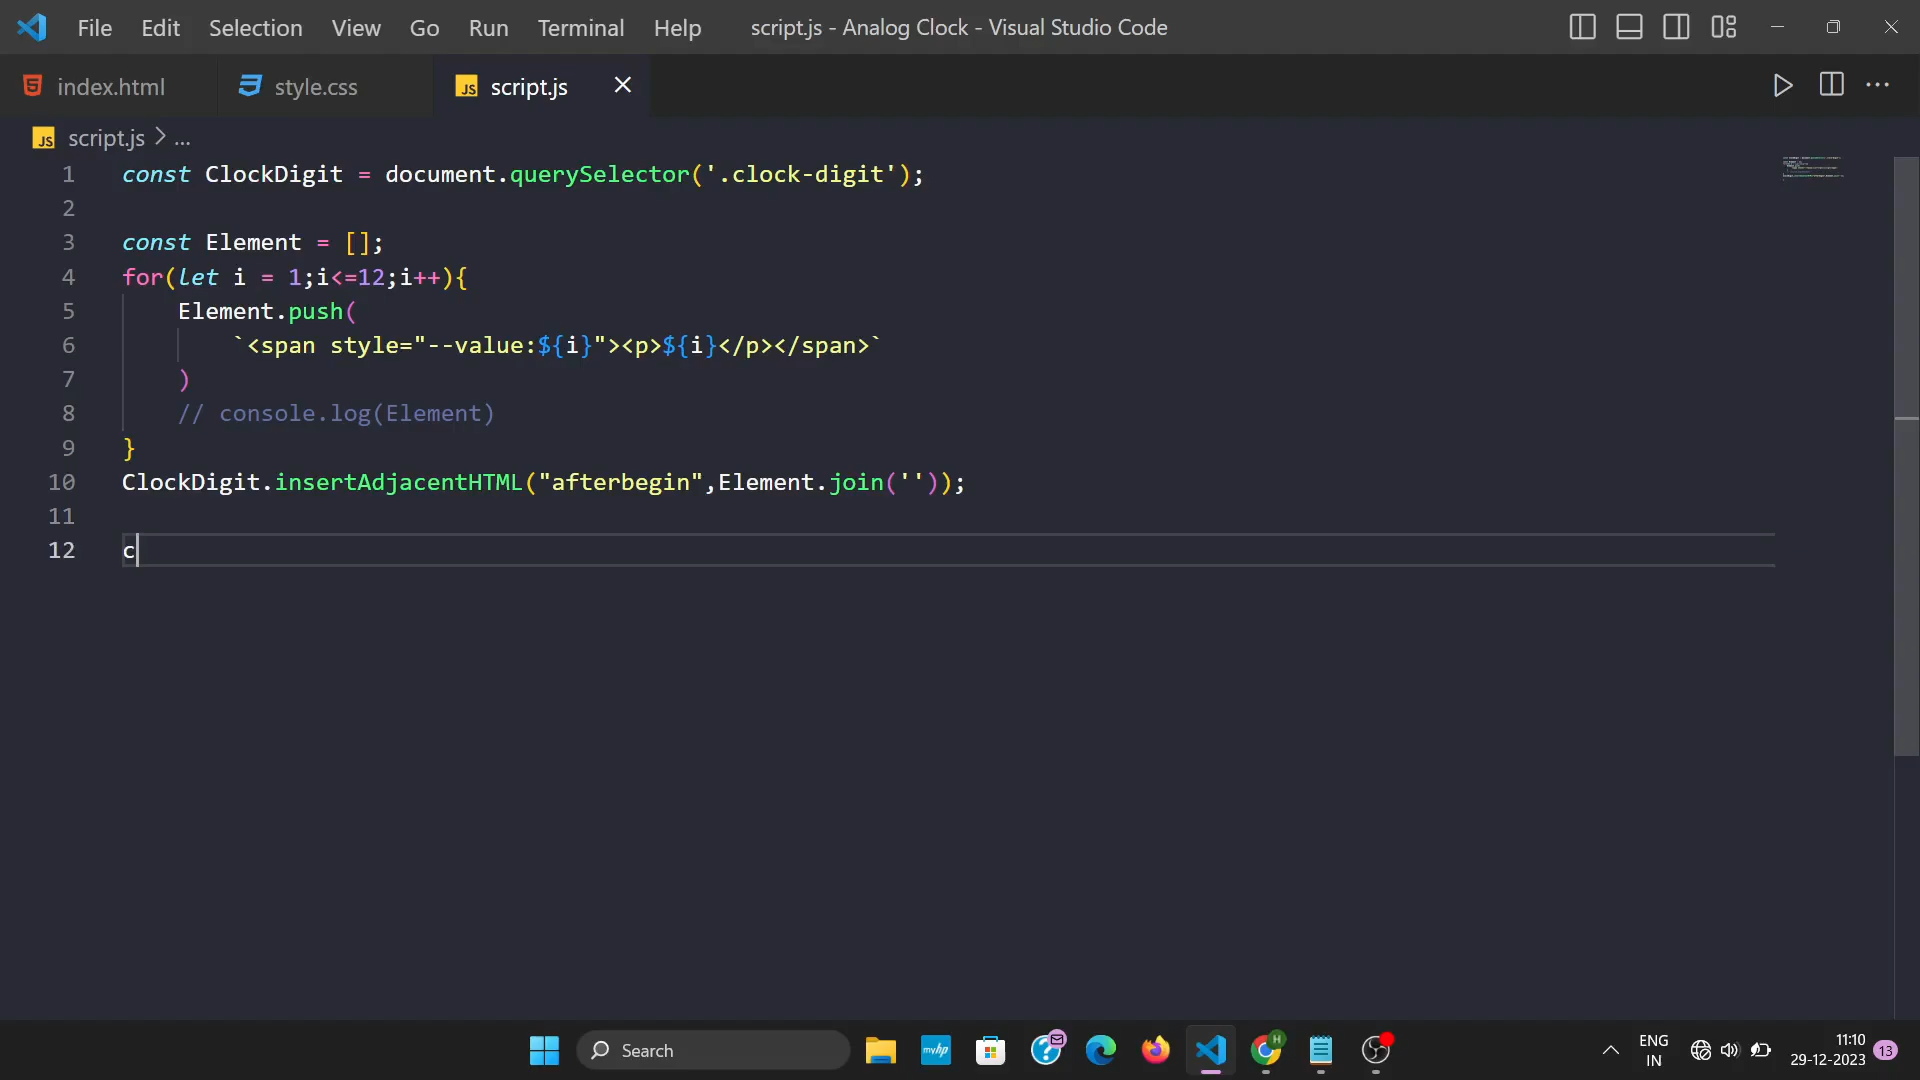 File Edit Selection View Go Run Terminal Help script.js - Analog Clock - Visual Studio Code
index.html style.css JS script.js
JS script.js > ...
1 const ClockDigit = document.querySelector('.clock-digit');
2
3 const Element = [];
4 for(let i = 1;i<=12;i++){
5 Element.push(
6 `<span style="--value:${i}"><p>${i}</p></span>`
7 )
8 // console.log(Element)
9 }
10 ClockDigit.insertAdjacentHTML("afterbegin",Element.join(''));
11
12 c
Search
myhp
H
ENG
IN
11:10
29-12-2023
13